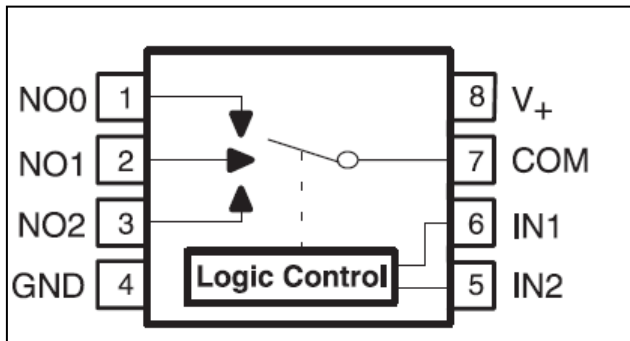 NO0 1 8 V+
NO1 2 7 COM
NO2 3 6 IN1
GND 4 Logic Control 5 IN2